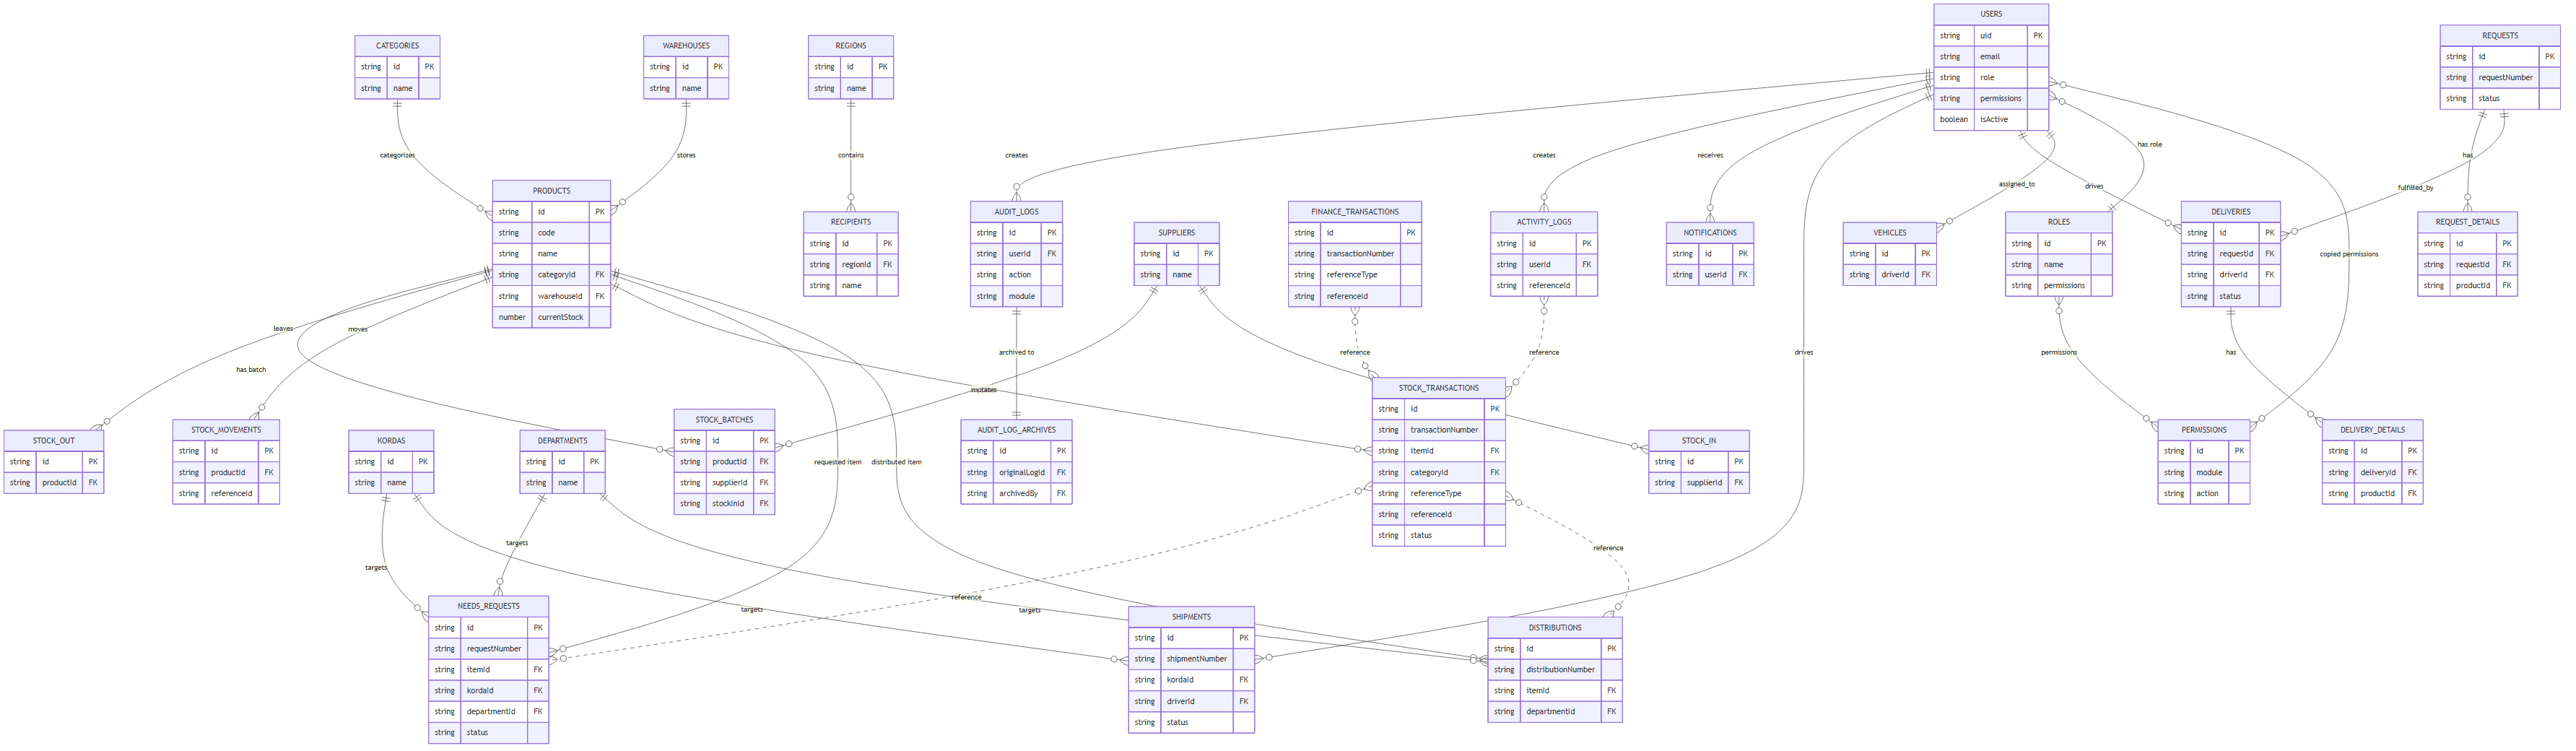 CATEGORIES
string id PK
string name
WAREHOUSES
string id PK
string name
REGIONS
string id PK
string name
USERS
string uid PK
string email
string role
string permissions
boolean isActive
REQUESTS
string id PK
string requestNumber
string status
categorizes
stores
contains
creates
creates
receives
assigned_to
drives
has role
has
fulfilled_by
copied permissions
PRODUCTS
string id PK
string code
string name
string categoryId FK
string warehouseId FK
number currentStock
RECIPIENTS
string id PK
string regionId FK
string name
AUDIT_LOGS
string id PK
string userId FK
string action
string module
SUPPLIERS
string id PK
string name
FINANCE_TRANSACTIONS
string id PK
string transactionNumber
string referenceType
string referenceId
ACTIVITY_LOGS
string id PK
string userId FK
string referenceId
NOTIFICATIONS
string id PK
string userId FK
VEHICLES
string id PK
string driverId FK
ROLES
string id PK
string name
string permissions
DELIVERIES
string id PK
string requestId FK
string driverId FK
string status
REQUEST_DETAILS
string id PK
string requestId FK
string productId FK
leaves
moves
has batch
archived to
mutates
reference
reference
drives
permissions
has
STOCK_OUT
string id PK
string productId FK
STOCK_MOVEMENTS
string id PK
string productId FK
string referenceId
KORDAS
string id PK
string name
DEPARTMENTS
string id PK
string name
STOCK_BATCHES
string id PK
string productId FK
string supplierId FK
string stockInId FK
requested item
distributed item
AUDIT_LOG_ARCHIVES
string id PK
string originalLogId FK
string archivedBy FK
STOCK_TRANSACTIONS
string id PK
string transactionNumber
string itemId FK
string categoryId FK
string referenceType
string referenceId
string status
STOCK_IN
string id PK
string supplierId FK
PERMISSIONS
string id PK
string module
string action
DELIVERY_DETAILS
string id PK
string deliveryId FK
string productId FK
targets
targets
reference
targets
reference
targets
NEEDS_REQUESTS
string id PK
string requestNumber
string itemId FK
string kordaId FK
string departmentId FK
string status
SHIPMENTS
string id PK
string shipmentNumber
string kordaId FK
string driverId FK
string status
DISTRIBUTIONS
string id PK
string distributionNumber
string itemId FK
string departmentId FK